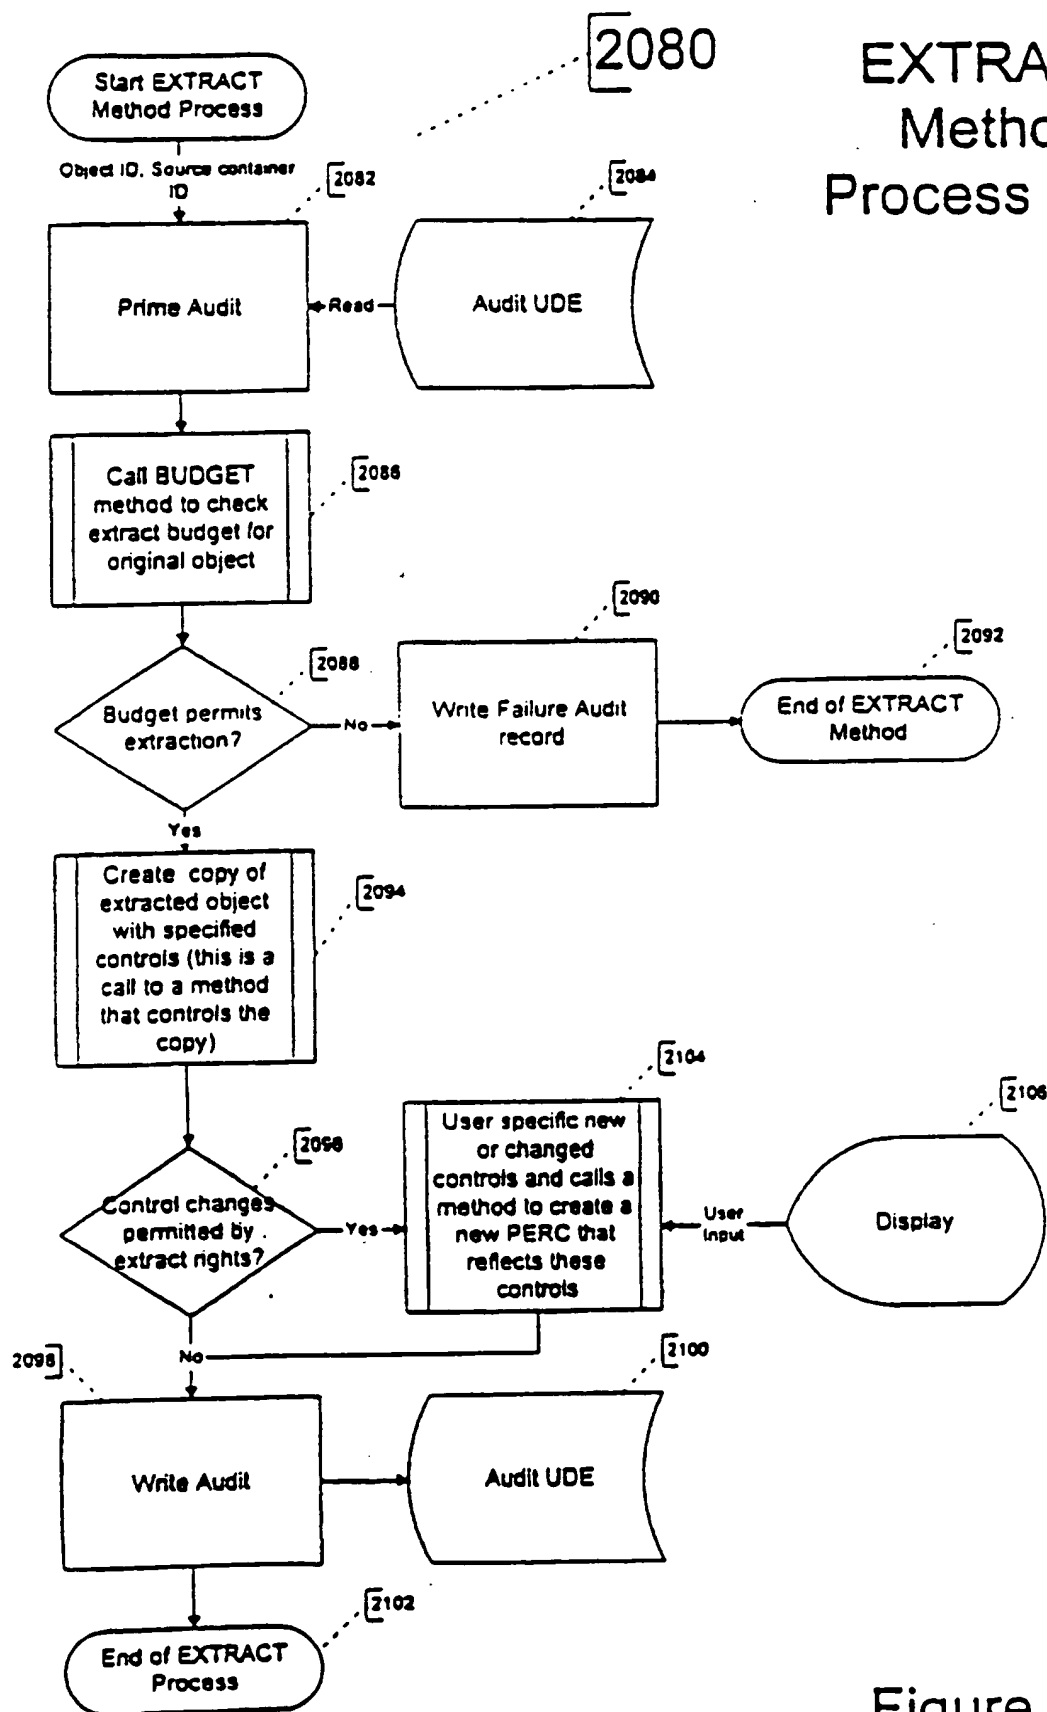 2080
EXTRA
Metho
Process
Start EXTRACT
Method Process
Object ID, Source container
ID
2082
2084
Prime Audit
Read
Audit UDE
Call BUDGET
method to check
extract budget for
original object
2086
2088
Budget permits
extraction?
No
2090
Write Failure Audit
record
2092
End of EXTRACT
Method
Yes
Create copy of
extracted object
with specified
controls (this is a
call to a method
that controls the
copy)
2094
2096
Control changes
permitted by
extract rights?
Yes
2104
User specific new
or changed
controls and calls a
method to create a
new PERC that
reflects these
controls
User
Input
2106
Display
No
2098
Write Audit
2100
Audit UDE
2102
End of EXTRACT
Process
Figure